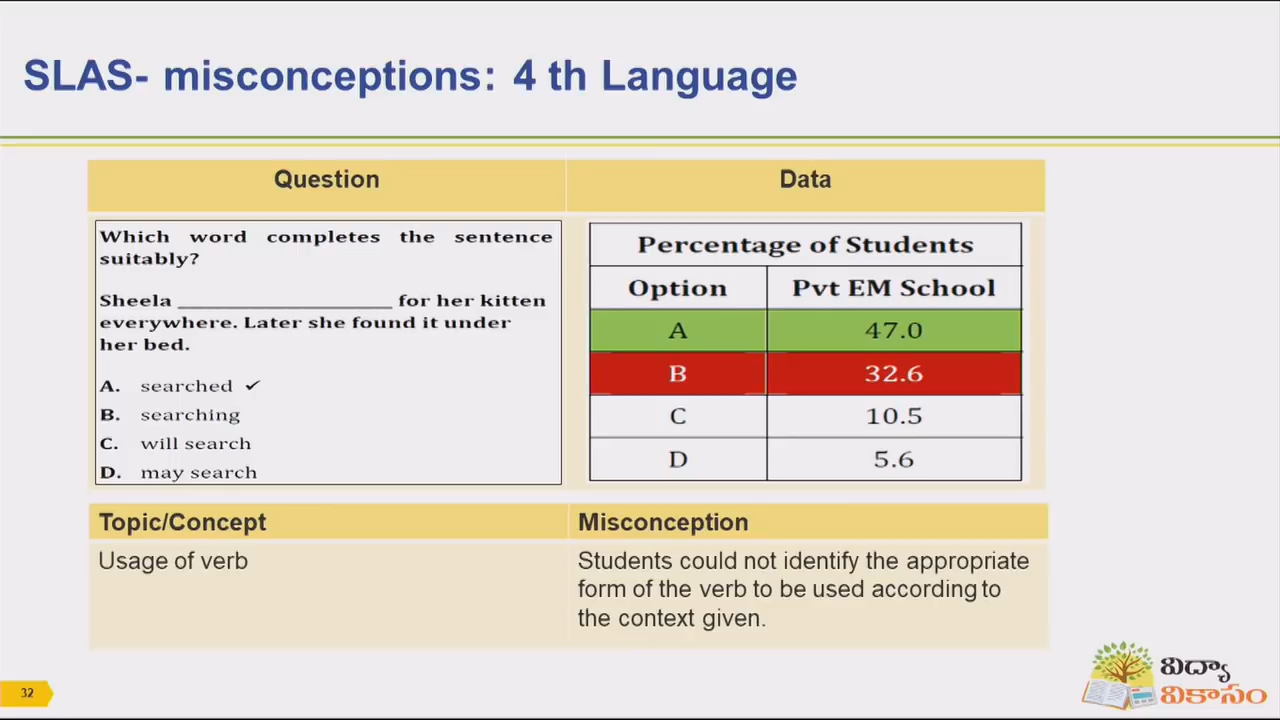 SLAS- misconceptions: 4 th Language
Question
Data
Which word completes the sentence
suitably?
Sheela ____________________ for her kitten
everywhere. Later she found it under
her bed.
A. searched ✓
B. searching
C. will search
D. may search
Percentage of Students
Option Pvt EM School
A 47.0
B 32.6
C 10.5
D 5.6
Topic/Concept
Misconception
Usage of verb
Students could not identify the appropriate
form of the verb to be used according to
the context given.
32
విద్యా
వికాసం